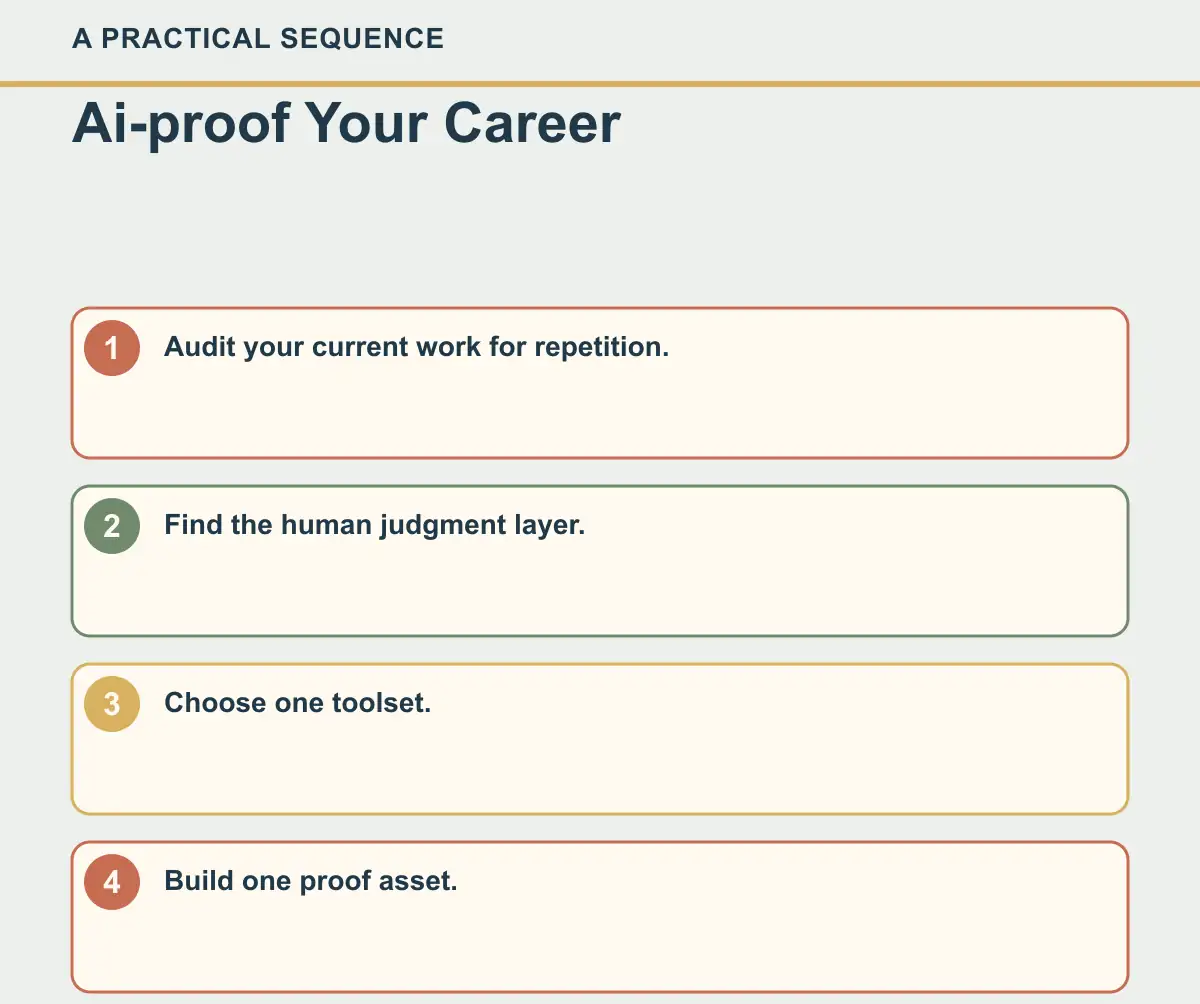 A PRACTICAL SEQUENCE
Ai-proof Your Career
1 Audit your current work for repetition.
2 Find the human judgment layer.
3 Choose one toolset.
4 Build one proof asset.